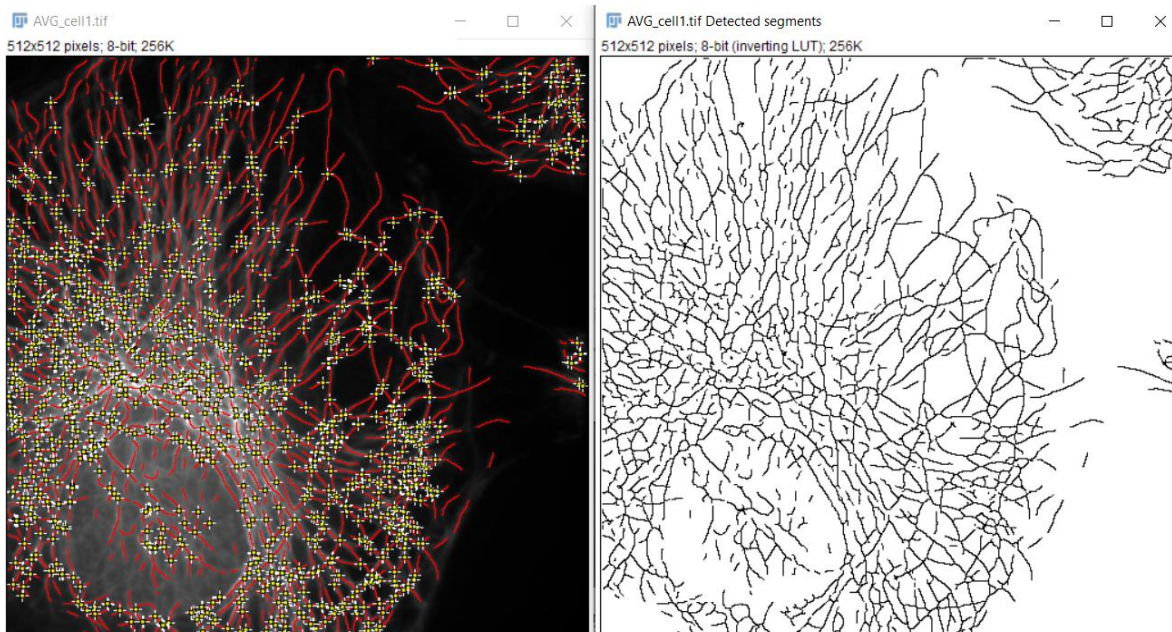 AVG_cell1.tif
512x512 pixels; 8-bit; 256K
AVG_cell1.tif Detected segments
512x512 pixels; 8-bit (inverting LUT); 256K